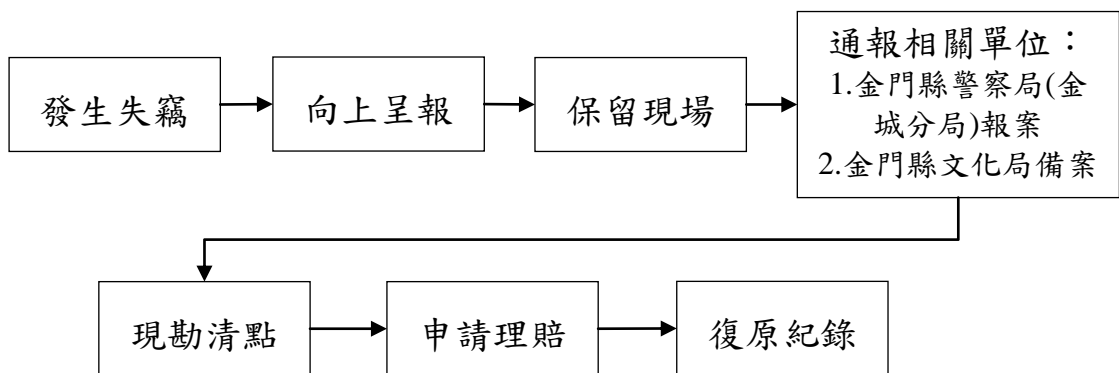 發生失竊
向上呈報
保留現場
通報相關單位：
1.金門縣警察局(金
城分局)報案
2.金門縣文化局備案
現勘清點
申請理賠
復原紀錄